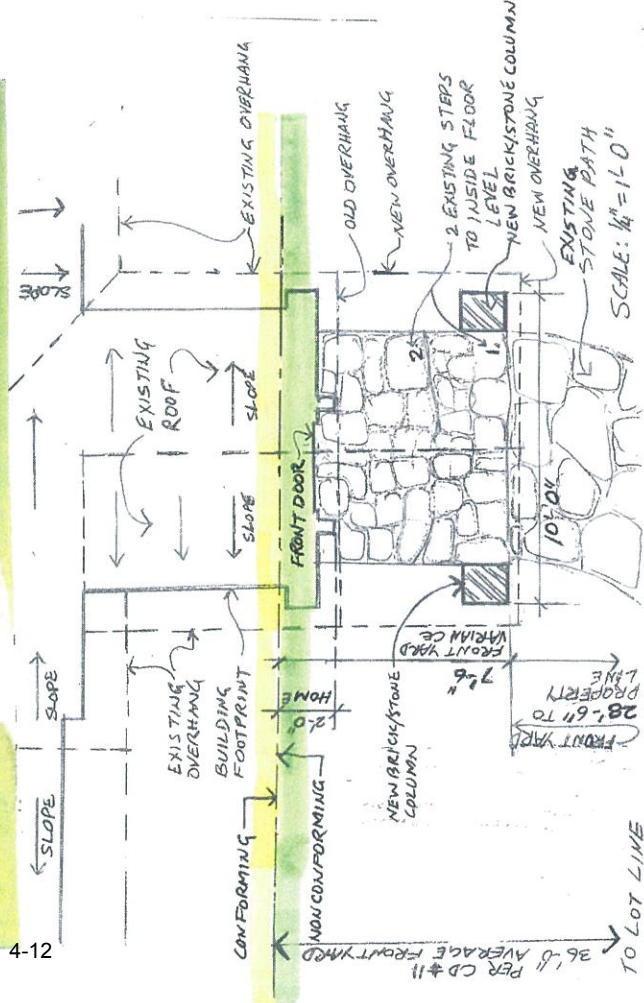 SLOPE
SLOPE
SLOPE
EXISTING OVERHANG
EXISTING
ROOF
SLOPE
SLOPE
EXISTING
OVERHANG
BUILDING
FOOTPRINT
CONFORMING
NONCONFORMING
FRONT DOOR
2'-0"
HOME
OLD OVERHANG
NEW OVERHANG
2 EXISTING STEPS
TO INSIDE FLOOR
LEVEL
2
1
NEW BRICK/STONE COLUMN
NEW OVERHANG
7'-6"
FRONT YARD
VARIANCE
NEW BRICK/STONE
COLUMN
10'-0"
EXISTING
STONE PATH
FRONT YARD
28'-6" TO
PROPERTY
LINE
PER CD #11
36'-0" AVERAGE FRONT YARD
TO LOT LINE
SCALE: ¼"=1'-0"
4-12